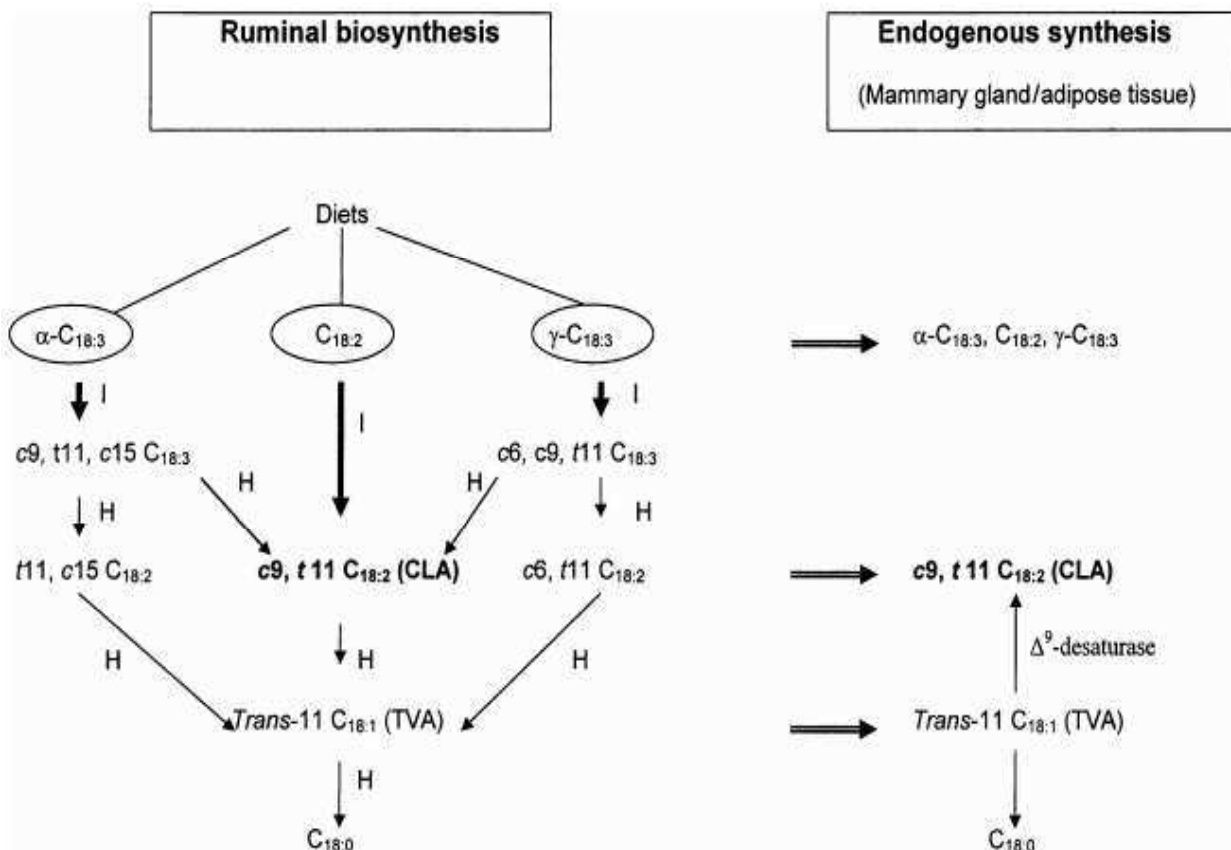 Ruminal biosynthesis
Endogenous synthesis
(Mammary gland/adipose tissue)
Diets
α-C18:3
C18:2
γ-C18:3
α-C18:3, C18:2, γ-C18:3
I
I
I
c9, t11, c15 C18:3
c6, c9, t11 C18:3
H
H
H
H
t11, c15 C18:2
c9, t 11 C18:2 (CLA)
c6, t11 C18:2
c9, t 11 C18:2 (CLA)
H
H
H
Δ9-desaturase
Trans-11 C18:1 (TVA)
Trans-11 C18:1 (TVA)
H
C18:0
C18:0